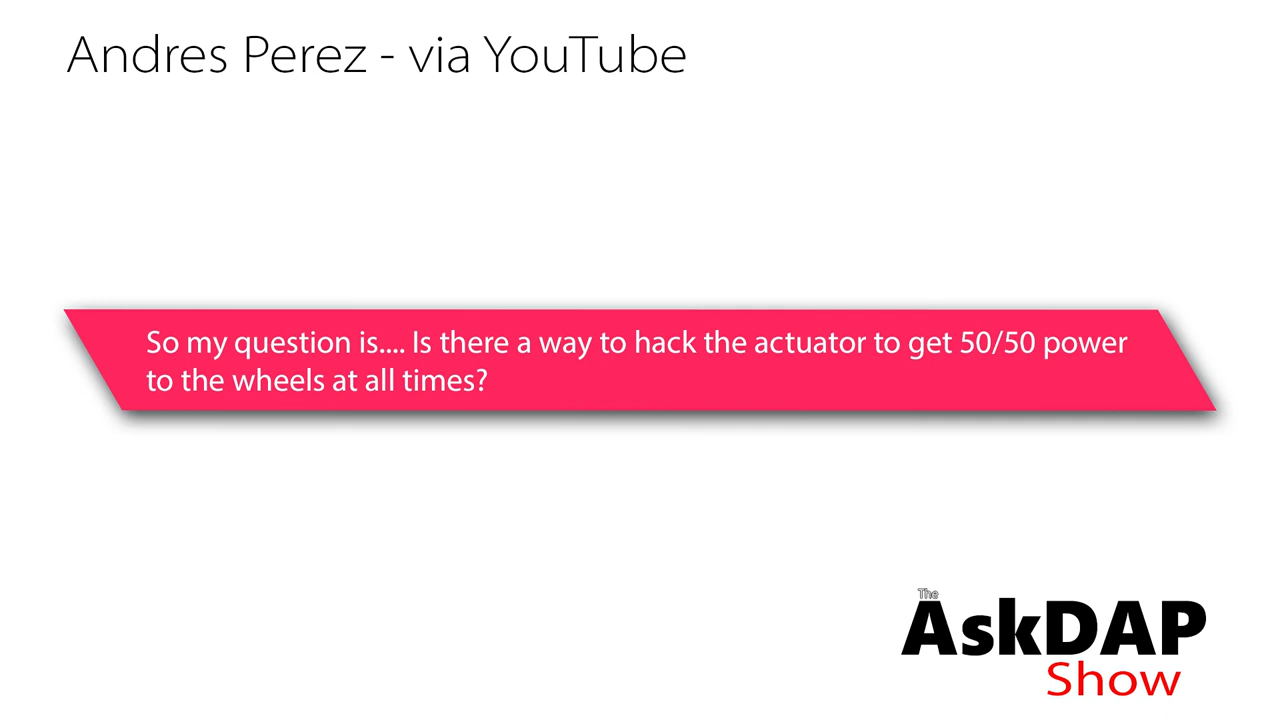 Andres Perez - via YouTube
So my question is.... Is there a way to hack the actuator to get 50/50 power
to the wheels at all times?
The
AskDAP
Show